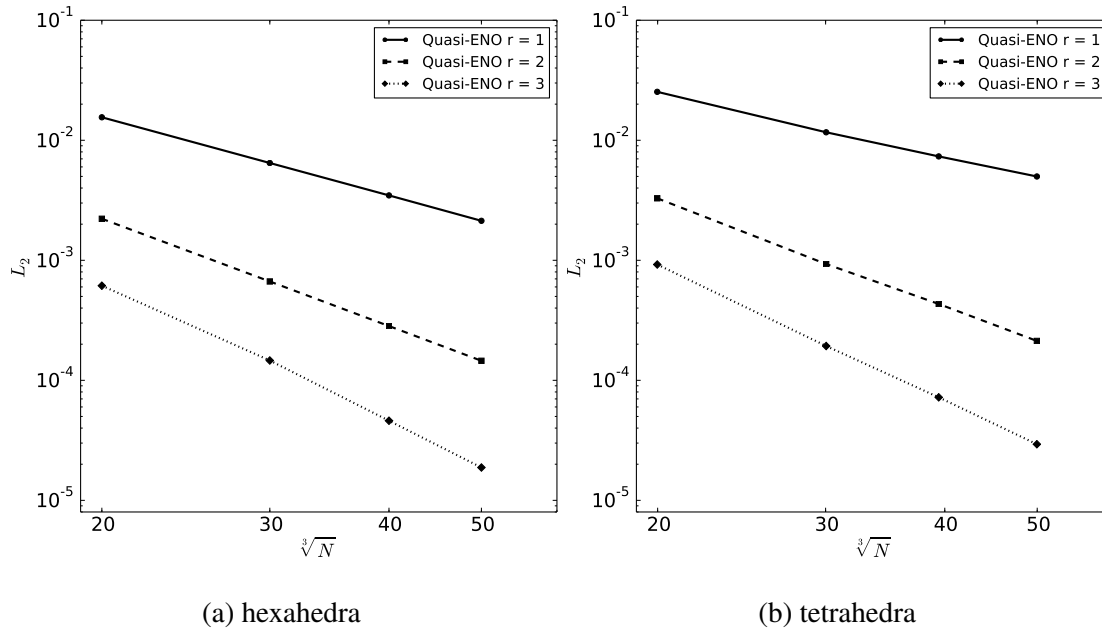 10^-1
10^-2
10^-3
10^-4
10^-5
L_2
Quasi-ENO r = 1
Quasi-ENO r = 2
Quasi-ENO r = 3
20
30
40
50
∛N
(a) hexahedra
10^-1
10^-2
10^-3
10^-4
10^-5
L_2
Quasi-ENO r = 1
Quasi-ENO r = 2
Quasi-ENO r = 3
20
30
40
50
∛N
(b) tetrahedra